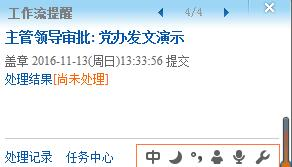 工作流提醒 4/4
主管领导审批: 党办发文演示
盖章 2016-11-13(周日)13:33:56 提交
处理结果[尚未处理]
处理记录 任务中心
中